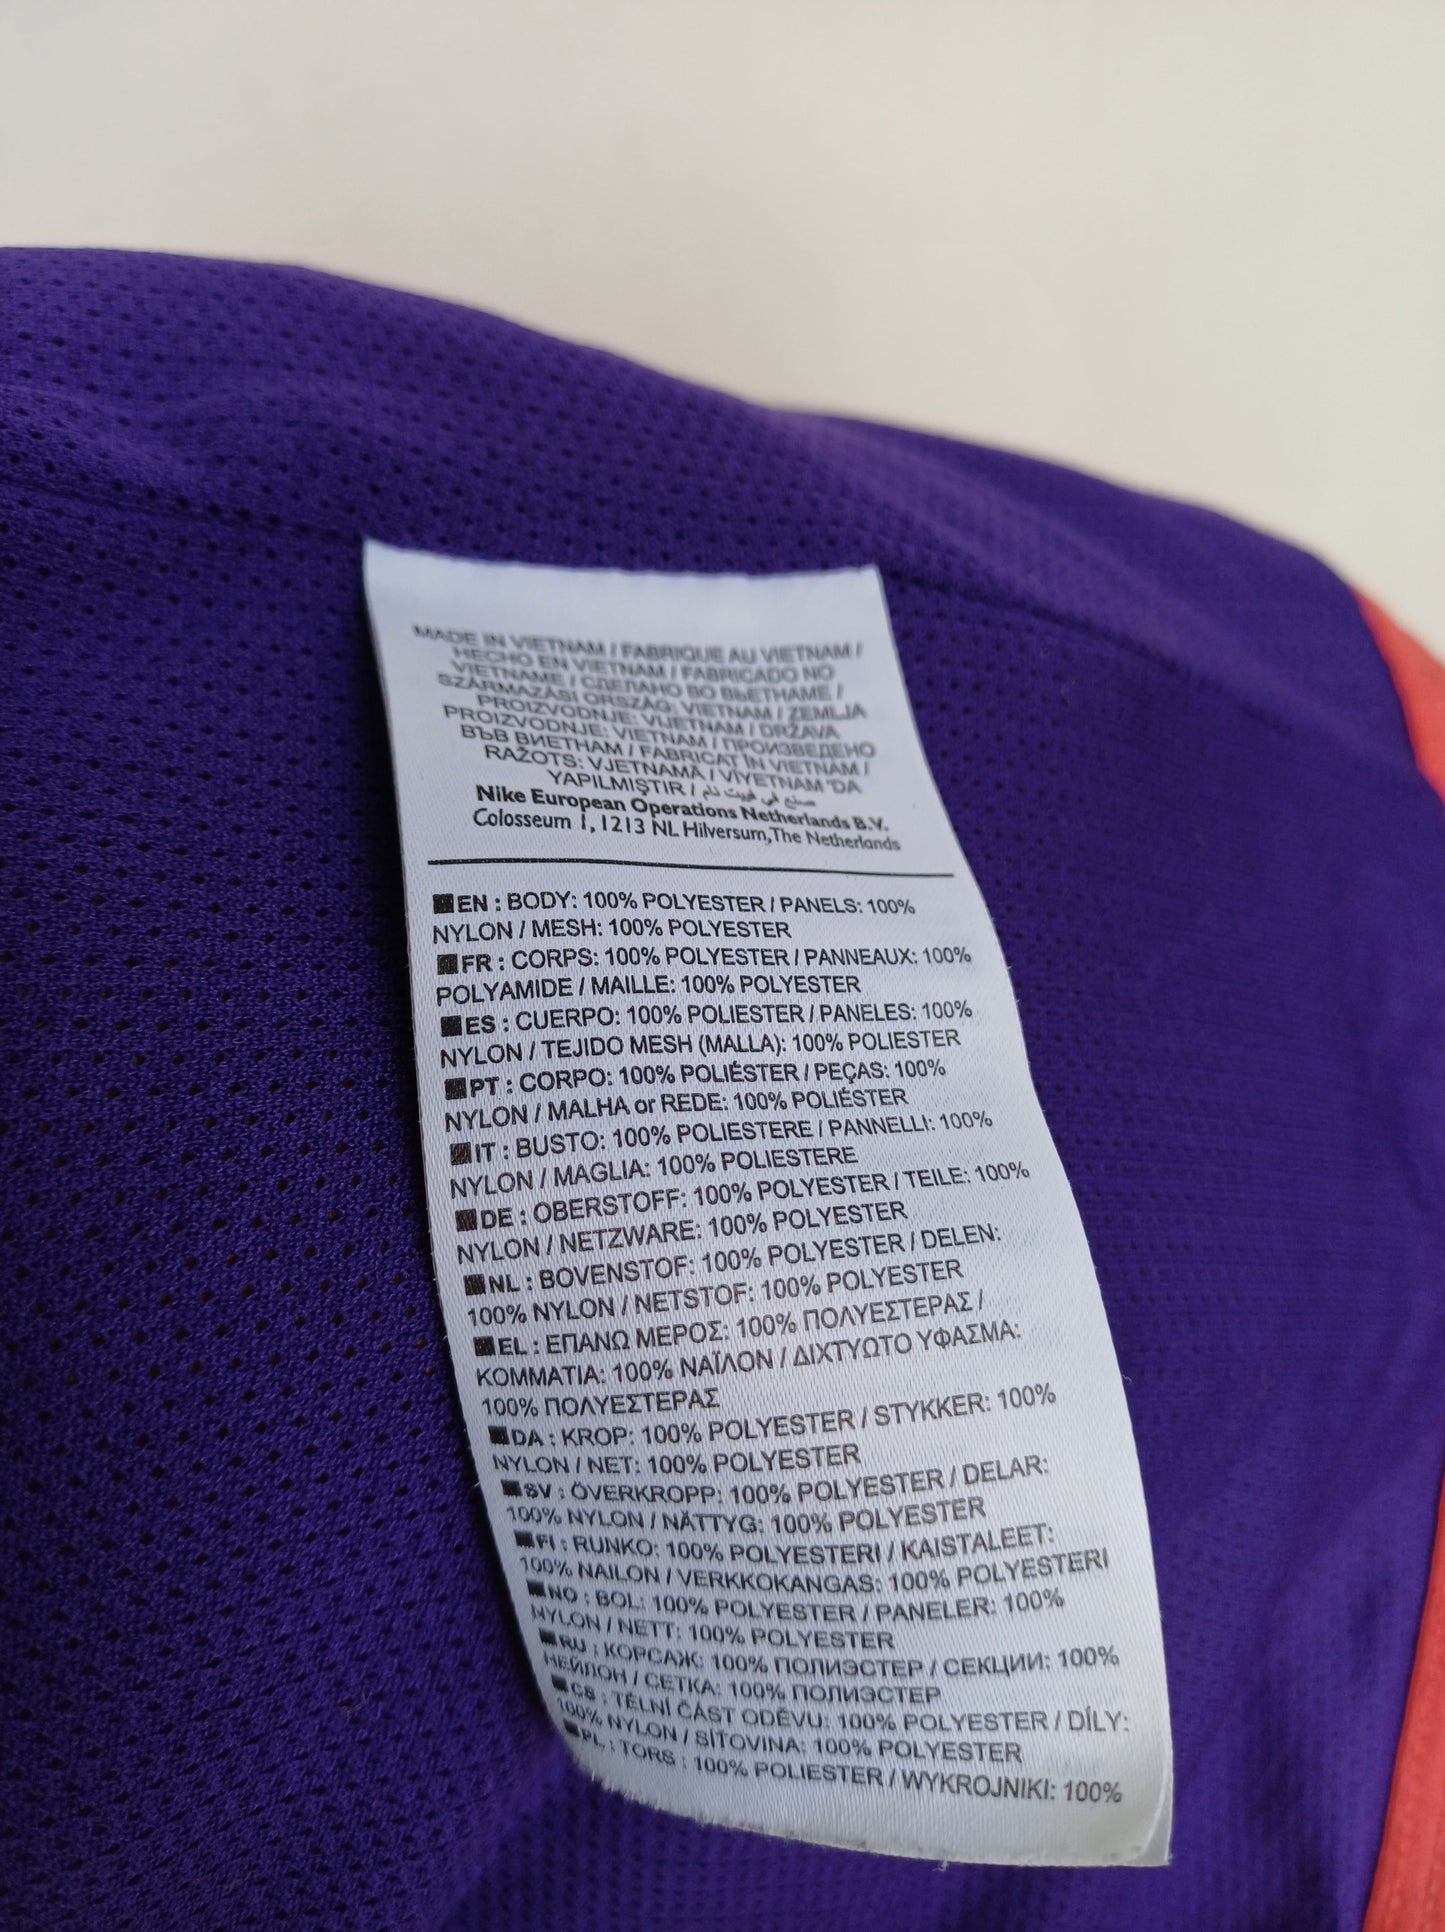 MADE IN VIETNAM / FABRIQUE AU VIETNAM /
HECHO EN VIETNAM / FABRICADO NO
VIETNAME / СДЕЛАНО ВО ВЬЕТНАМЕ /
SZÁRMAZÁSI ORSZÁG: VIETNAM / ZEMLJA
PROIZVODNJE: VIJETNAM / DRŽAVA
PROIZVODNJE: VIETNAM / ПРОИЗВЕДЕНО
ВЪВ ВИЕТНАМ / FABRICAT ÎN VIETNAM /
RAŽOTS: VJETNAMĀ / VİYETNAM 'DA
YAPILMIŞTIR / صنع في فييت نام
Nike European Operations Netherlands B.V.
Colosseum 1, 1213 NL Hilversum,The Netherlands
EN : BODY: 100% POLYESTER / PANELS: 100%
NYLON / MESH: 100% POLYESTER
FR : CORPS: 100% POLYESTER / PANNEAUX: 100%
POLYAMIDE / MAILLE: 100% POLYESTER
ES : CUERPO: 100% POLIESTER / PANELES: 100%
NYLON / TEJIDO MESH (MALLA): 100% POLIESTER
PT : CORPO: 100% POLIÉSTER / PEÇAS: 100%
NYLON / MALHA or REDE: 100% POLIÉSTER
IT : BUSTO: 100% POLIESTERE / PANNELLI: 100%
NYLON / MAGLIA: 100% POLIESTERE
DE : OBERSTOFF: 100% POLYESTER / TEILE: 100%
NYLON / NETZWARE: 100% POLYESTER
NL : BOVENSTOF: 100% POLYESTER / DELEN:
100% NYLON / NETSTOF: 100% POLYESTER
EL : ΕΠΑΝΩ ΜΕΡΟΣ: 100% ΠΟΛΥΕΣΤΕΡΑΣ /
ΚΟΜΜΑΤΙΑ: 100% ΝΑΪΛΟΝ / ΔΙΧΤΥΩΤΟ ΥΦΑΣΜΑ:
100% ΠΟΛΥΕΣΤΕΡΑΣ
DA : KROP: 100% POLYESTER / STYKKER: 100%
NYLON / NET: 100% POLYESTER
SV : ÖVERKROPP: 100% POLYESTER / DELAR:
100% NYLON / NÄTTYG: 100% POLYESTER
FI : RUNKO: 100% POLYESTERI / KAISTALEET:
100% NAILON / VERKKOKANGAS: 100% POLYESTERI
NO : BOL: 100% POLYESTER / PANELER: 100%
NYLON / NETT: 100% POLYESTER
RU : КОРСАЖ: 100% ПОЛИЭСТЕР / СЕКЦИИ: 100%
НЕЙЛОН / СЕТКА: 100% ПОЛИЭСТЕР
CS : TĚLNÍ ČÁST ODĚVU: 100% POLYESTER / DÍLY:
100% NYLON / SÍŤOVINA: 100% POLYESTER
PL : TORS : 100% POLIESTER / WYKROJNIKI: 100%